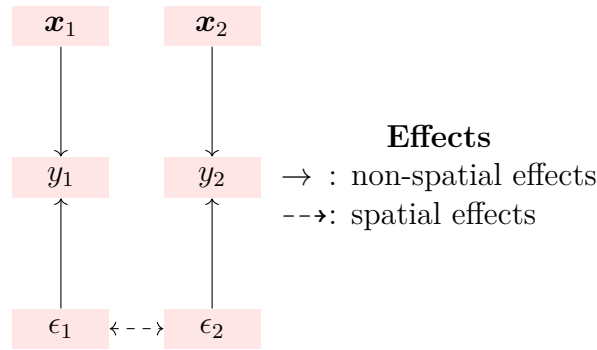 𝒙₁ 𝒙₂
y₁ y₂
ϵ₁ ϵ₂
Effects
→ : non-spatial effects
⇢: spatial effects